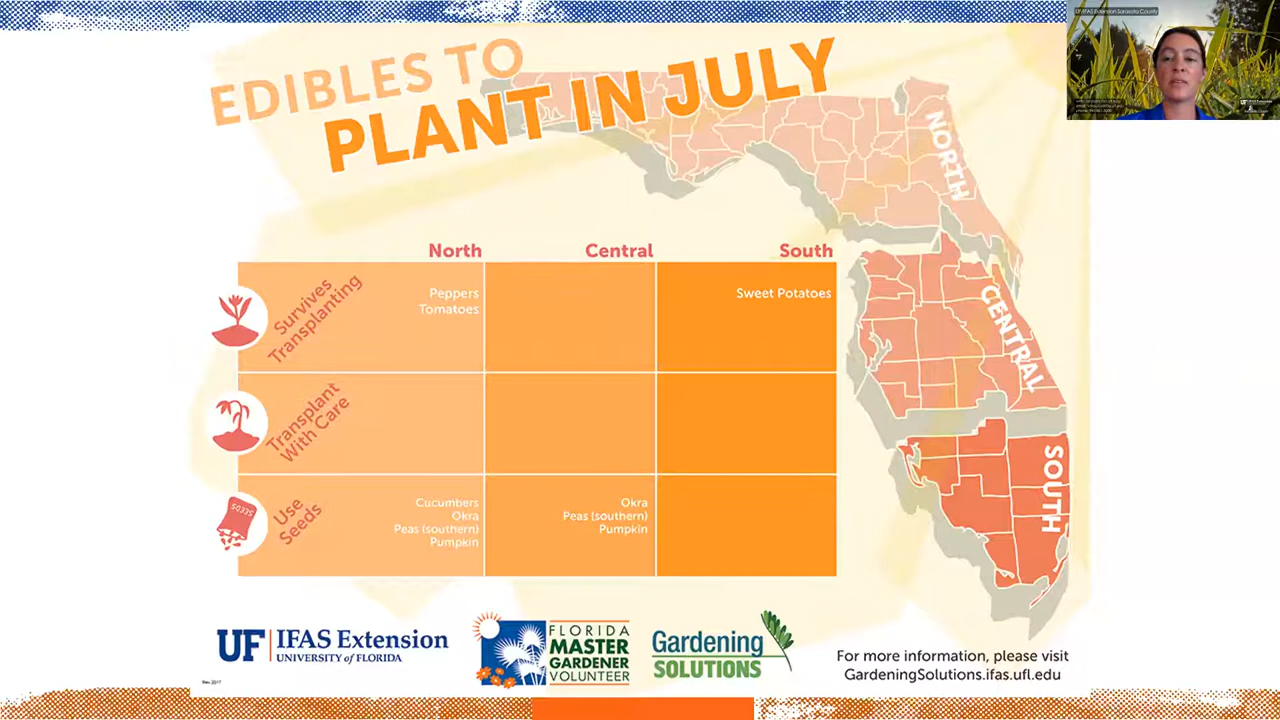 UF/IFAS Extension Sarasota County
EDIBLES TO
PLANT IN JULY
NORTH
CENTRAL
SOUTH
North Central South
Survives
Transplanting
Peppers
Tomatoes
Sweet Potatoes
Transplant
With Care
SEEDS
Use
Seeds
Cucumbers
Okra
Peas (southern)
Pumpkin
Okra
Peas (southern)
Pumpkin
UF IFAS Extension
UNIVERSITY of FLORIDA
FLORIDA
MASTER
GARDENER
VOLUNTEER
Gardening
SOLUTIONS
For more information, please visit
GardeningSolutions.ifas.ufl.edu
Rev. 2017